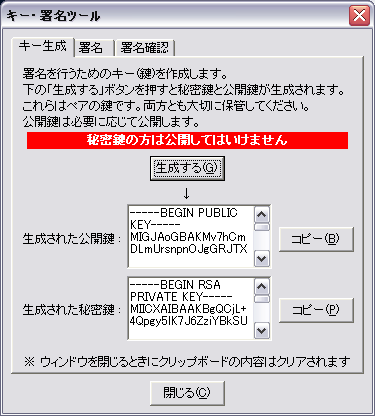 キー・署名ツール
キー生成 署名 署名確認
署名を行うためのキー(鍵)を作成します。
下の「生成する」ボタンを押すと秘密鍵と公開鍵が生成されます。
これらはペアの鍵です。両方とも大切に保管してください。
公開鍵は必要に応じて公開します。
秘密鍵の方は公開してはいけません
生成する(G)
↓
生成された公開鍵:
-----BEGIN PUBLIC
KEY-----
MIGJAoGBAKMv7hCm
DLmUrsnpnOJgGRJTX
コピー(B)
生成された秘密鍵:
-----BEGIN RSA
PRIVATE KEY-----
MIICXAIBAAKBgQCjL+
4Qpgy5lK7J6ZziYBkSU
コピー(P)
※ ウィンドウを閉じるときにクリップボードの内容はクリアされます
閉じる(C)